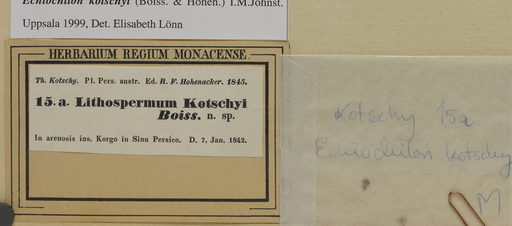 Echiochilon kotschyi (Boiss. & Hohen.) I.M.Johnst.
Uppsala 1999, Det. Elisabeth Lönn
HERBARIUM REGIUM MONACENSE.
Th. Kotschy. Pl. Pers. austr. Ed. R. F. Hohenacker. 1845.
15. a. Lithospermum Kotschyi
Boiss. n. sp.
In arenosis ins. Korgo in Sinu Persico. D. 7. Jan. 1842.
Kotschy 15a
Echiochilon kotschy
M